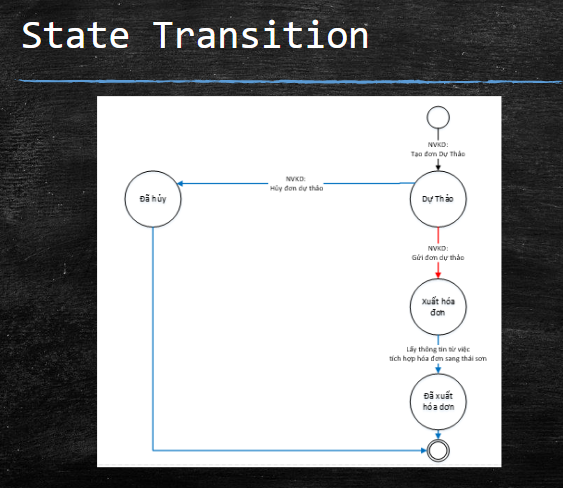 State Transition
NVKD:
Tạo đơn Dự Thảo
NVKD:
Hủy đơn dự thảo
Đã hủy
Dự Thảo
NVKD:
Gửi đơn dự thảo
Xuất hóa
đơn
Lấy thông tin từ việc
tích hợp hóa đơn sang thái sơn
Đã xuất
hóa đơn